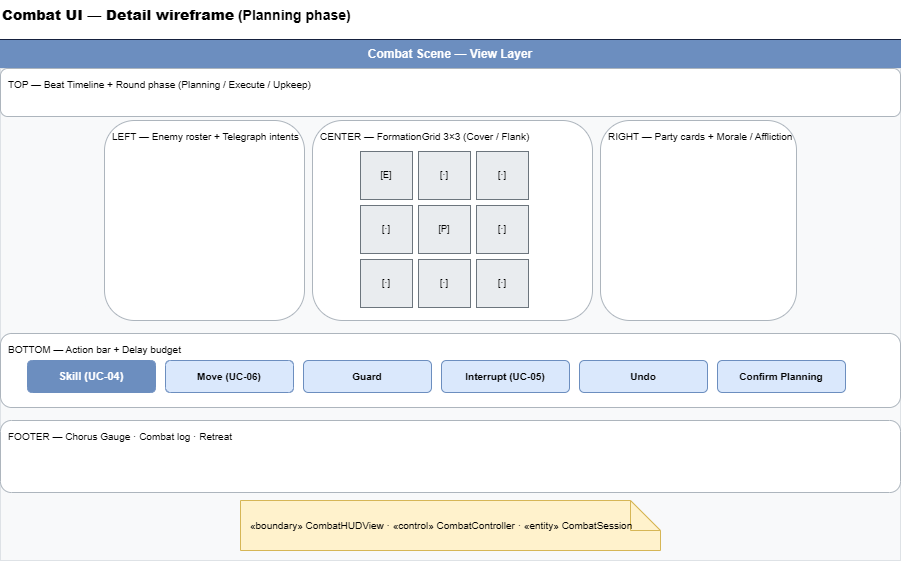 Combat UI — Detail wireframe (Planning phase)
Combat Scene — View Layer
TOP — Beat Timeline + Round phase (Planning / Execute / Upkeep)
LEFT — Enemy roster + Telegraph intents
CENTER — FormationGrid 3×3 (Cover / Flank)
RIGHT — Party cards + Morale / Affliction
[E] [·] [·]
[·] [P] [·]
[·] [·] [·]
BOTTOM — Action bar + Delay budget
Skill (UC-04) Move (UC-06) Guard Interrupt (UC-05) Undo Confirm Planning
FOOTER — Chorus Gauge · Combat log · Retreat
«boundary» CombatHUDView · «control» CombatController · «entity» CombatSession